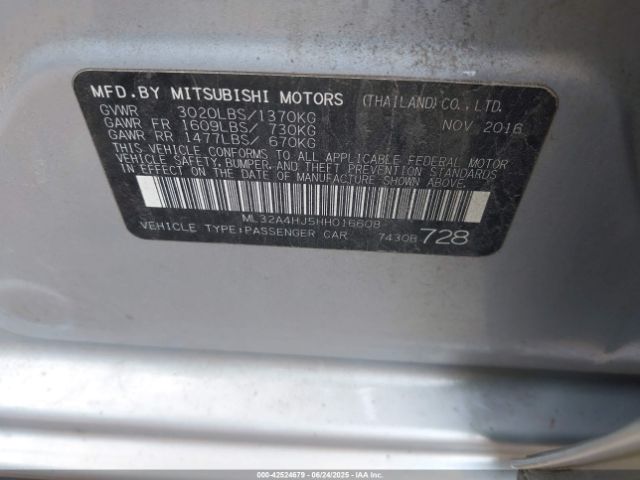 MFD.BY MITSUBISHI MOTORS (THAILAND) CO., LTD.
GVWR 3020LBS/1370KG
GAWR FR 1609LBS/ 730KG NOV 2016
GAWR RR 1477LBS/ 670KG
THIS VEHICLE CONFORMS TO ALL APPLICABLE FEDERAL MOTOR
VEHICLE SAFETY,BUMPER,AND THEFT PREVENTION STANDARDS
IN EFFECT ON THE DATE OF MANUFACTURE SHOWN ABOVE.
ML32A4HJ5HH016608
VEHICLE TYPE:PASSENGER CAR 7430B 728
000-42524679 - 06/24/2025 - IAAI.COM